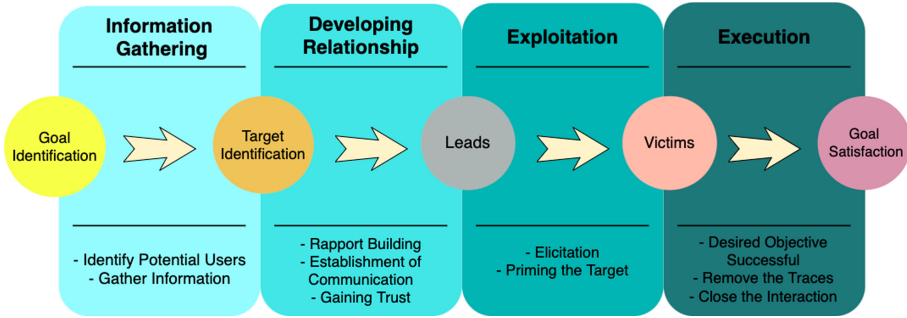 Information
Gathering
Developing
Relationship
Exploitation
Execution
Goal
Identification
Target
Identification
Leads
Victims
Goal
Satisfaction
- Identify Potential Users
- Gather Information
- Rapport Building
- Establishment of
Communication
- Gaining Trust
- Elicitation
- Priming the Target
- Desired Objective
Successful
- Remove the Traces
- Close the Interaction